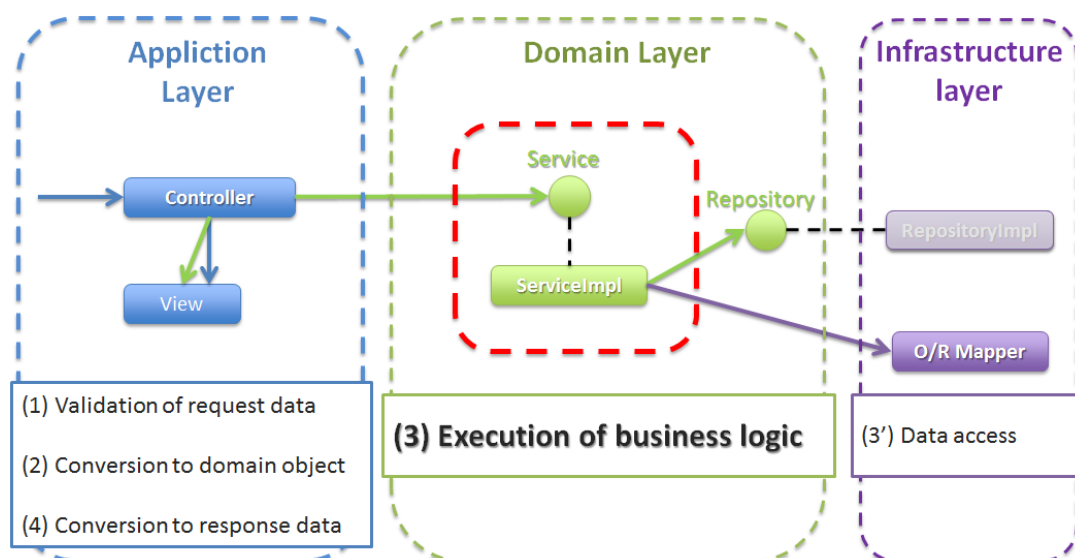 Appliction
Layer
Domain Layer
Infrastructure
layer
Service
Controller
Repository
RepositoryImpl
ServiceImpl
View
O/R Mapper
(1) Validation of request data
(2) Conversion to domain object
(4) Conversion to response data
(3) Execution of business logic
(3') Data access